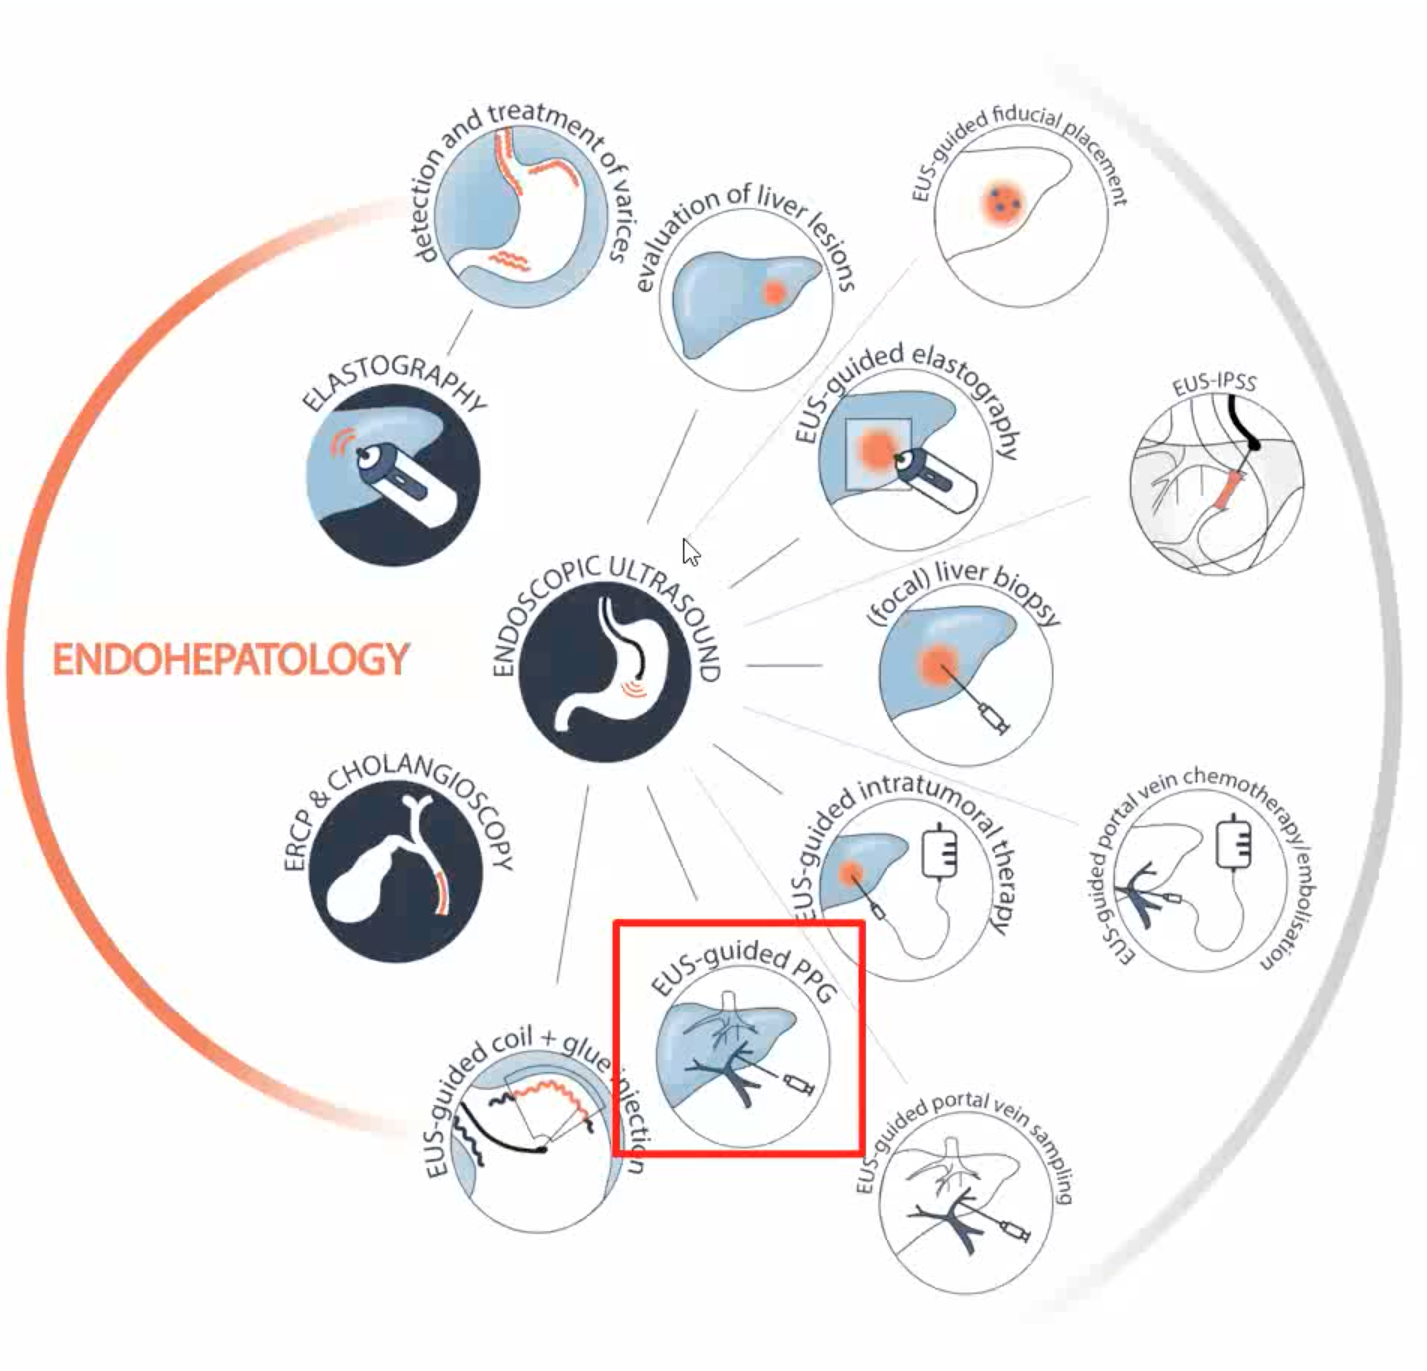 detection and treatment of varices
EUS-guided fiducial placement
evaluation of liver lesions
ELASTOGRAPHY
EUS-guided elastography
EUS-IPSS
ENDOSCOPIC ULTRASOUND
(focal) liver biopsy
ENDOHEPATOLOGY
ERCP & CHOLANGIOSCOPY
EUS-guided intratumoral therapy
EUS-guided portal vein chemotherapy/embolisation
EUS-guided PPG
EUS-guided coil + glue injection
EUS-guided portal vein sampling